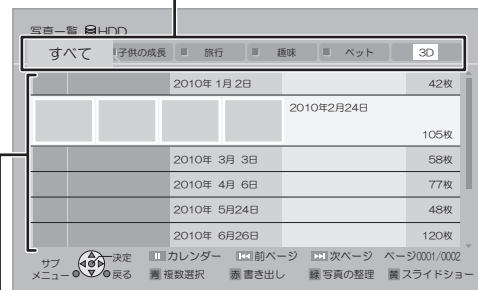 写真一覧 HDD
すべて 子供の成長 旅行 趣味 ペット 3D
2010年 1月 2日 42枚
2010年2月24日
105枚
2010年 3月 3日 58枚
2010年 4月 6日 77枚
2010年 5月24日 48枚
2010年 6月26日 120枚
サブメニュー 決定 戻る
カレンダー 前ページ 次ページ ページ0001/0002
青 複数選択 赤 書き出し 緑 写真の整理 黄 スライドショー